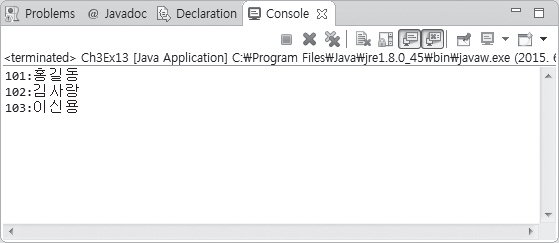 Problems @ Javadoc Declaration Console
<terminated> Ch3Ex13 [Java Application] C:₩Program Files₩Java₩jre1.8.0_45₩bin₩javaw.exe (2015. 6
101:홍길동
102:김사랑
103:이신용